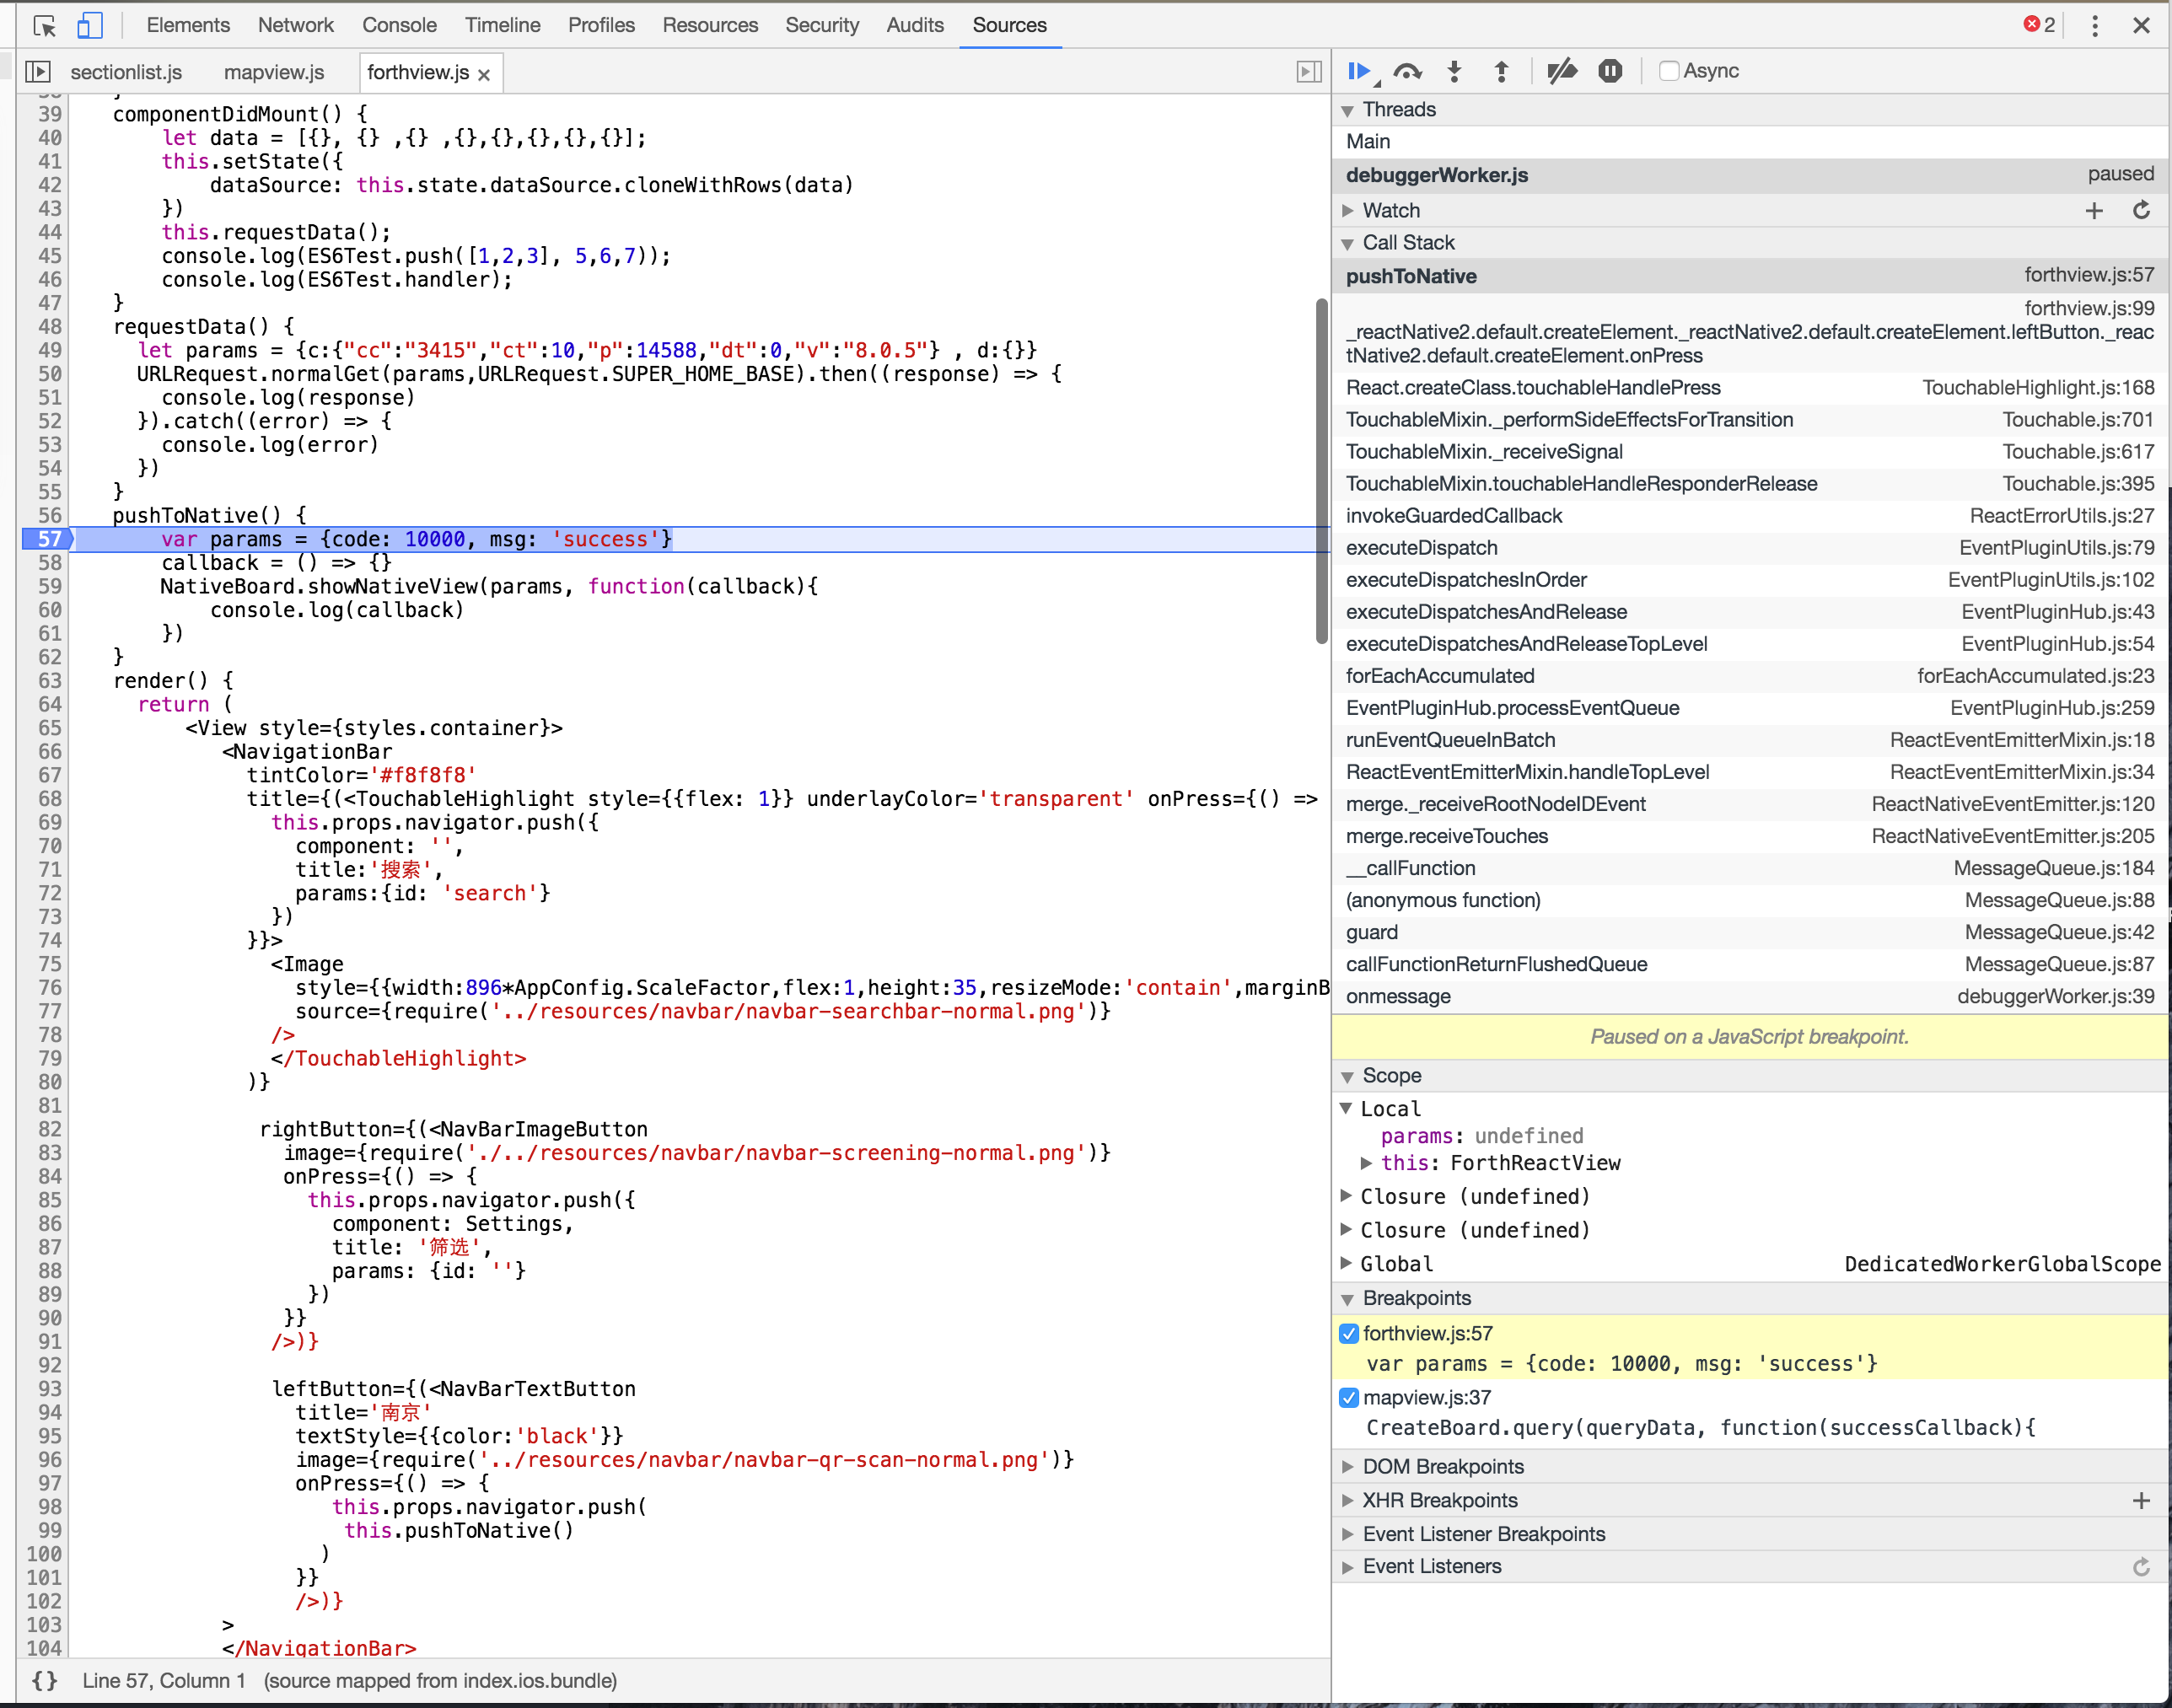 Elements Network Console Timeline Profiles Resources Security Audits Sources 2
sectionlist.js mapview.js forthview.js
39 componentDidMount() {
40 let data = [{}, {} ,{} ,{},{},{},{},{}];
41 this.setState({
42 dataSource: this.state.dataSource.cloneWithRows(data)
43 })
44 this.requestData();
45 console.log(ES6Test.push([1,2,3], 5,6,7));
46 console.log(ES6Test.handler);
47 }
48 requestData() {
49 let params = {c:{"cc":"3415","ct":10,"p":14588,"dt":0,"v":"8.0.5"} , d:{}}
50 URLRequest.normalGet(params,URLRequest.SUPER_HOME_BASE).then((response) => {
51 console.log(response)
52 }).catch((error) => {
53 console.log(error)
54 })
55 }
56 pushToNative() {
57 var params = {code: 10000, msg: 'success'}
58 callback = () => {}
59 NativeBoard.showNativeView(params, function(callback){
60 console.log(callback)
61 })
62 }
63 render() {
64 return (
65 <View style={styles.container}>
66 <NavigationBar
67 tintColor='#f8f8f8'
68 title={(<TouchableHighlight style={{flex: 1}} underlayColor='transparent' onPress={() =>
69 this.props.navigator.push({
70 component: '',
71 title:'搜索',
72 params:{id: 'search'}
73 })
74 }}>
75 <Image
76 style={{width:896*AppConfig.ScaleFactor,flex:1,height:35,resizeMode:'contain',marginB
77 source={require('../resources/navbar/navbar-searchbar-normal.png')}
78 />
79 </TouchableHighlight>
80 )}
81
82 rightButton={(<NavBarImageButton
83 image={require('./../resources/navbar/navbar-screening-normal.png')}
84 onPress={() => {
85 this.props.navigator.push({
86 component: Settings,
87 title: '筛选',
88 params: {id: ''}
89 })
90 }}
91 />)}
92
93 leftButton={(<NavBarTextButton
94 title='南京'
95 textStyle={{color:'black'}}
96 image={require('../resources/navbar/navbar-qr-scan-normal.png')}
97 onPress={() => {
98 this.props.navigator.push(
99 this.pushToNative()
100 )
101 }}
102 />)}
103 >
104 </NavigationBar>
{} Line 57, Column 1 (source mapped from index.ios.bundle)
Async
Threads
Main
debuggerWorker.js paused
Watch
Call Stack
pushToNative forthview.js:57
forthview.js:99
_reactNative2.default.createElement._reactNative2.default.createElement.leftButton._reac
tNative2.default.createElement.onPress
React.createClass.touchableHandlePress TouchableHighlight.js:168
TouchableMixin._performSideEffectsForTransition Touchable.js:701
TouchableMixin._receiveSignal Touchable.js:617
TouchableMixin.touchableHandleResponderRelease Touchable.js:395
invokeGuardedCallback ReactErrorUtils.js:27
executeDispatch EventPluginUtils.js:79
executeDispatchesInOrder EventPluginUtils.js:102
executeDispatchesAndRelease EventPluginHub.js:43
executeDispatchesAndReleaseTopLevel EventPluginHub.js:54
forEachAccumulated forEachAccumulated.js:23
EventPluginHub.processEventQueue EventPluginHub.js:259
runEventQueueInBatch ReactEventEmitterMixin.js:18
ReactEventEmitterMixin.handleTopLevel ReactEventEmitterMixin.js:34
merge._receiveRootNodeIDEvent ReactNativeEventEmitter.js:120
merge.receiveTouches ReactNativeEventEmitter.js:205
__callFunction MessageQueue.js:184
(anonymous function) MessageQueue.js:88
guard MessageQueue.js:42
callFunctionReturnFlushedQueue MessageQueue.js:87
onmessage debuggerWorker.js:39
Paused on a JavaScript breakpoint.
Scope
Local
params: undefined
this: ForthReactView
Closure (undefined)
Closure (undefined)
Global DedicatedWorkerGlobalScope
Breakpoints
forthview.js:57
var params = {code: 10000, msg: 'success'}
mapview.js:37
CreateBoard.query(queryData, function(successCallback){
DOM Breakpoints
XHR Breakpoints
Event Listener Breakpoints
Event Listeners